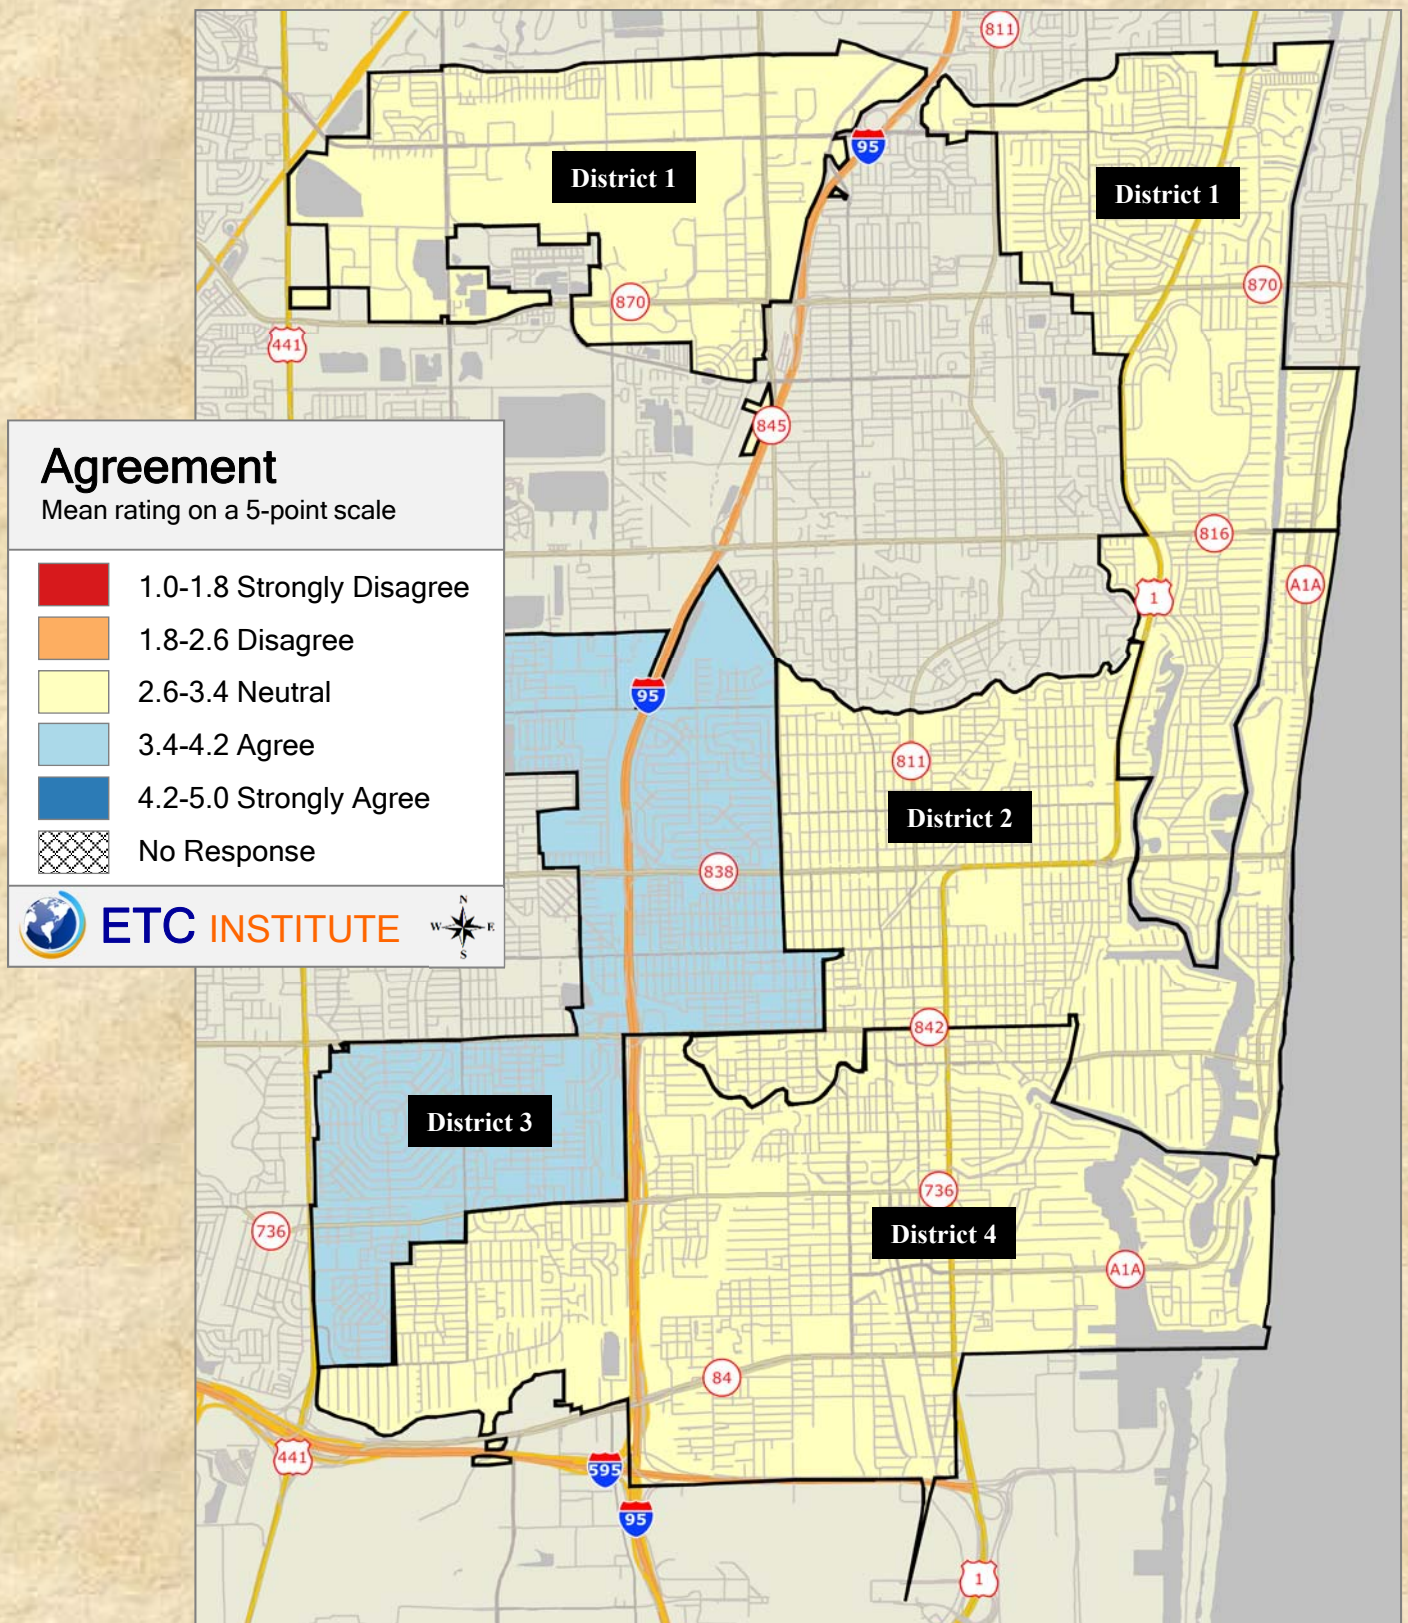 811
95
District 1
District 1
870
870
441
845
Agreement
Mean rating on a 5-point scale
1.0-1.8 Strongly Disagree
1.8-2.6 Disagree
2.6-3.4 Neutral
3.4-4.2 Agree
4.2-5.0 Strongly Agree
No Response
ETC INSTITUTE
N
W E
S
816
A1A
1
95
811
District 2
838
842
District 3
736
736
District 4
A1A
84
441
595
95
1